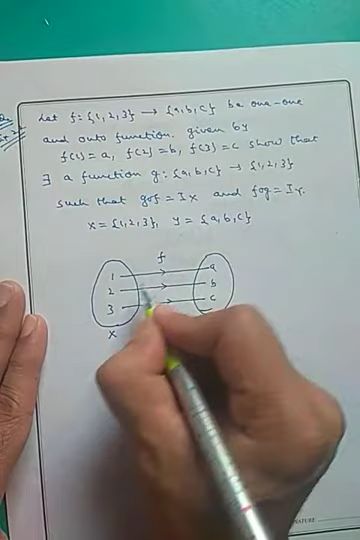 Let f: {1,2,3} → {a,b,c} be one-one
and onto function given by
f(1) = a, f(2) = b, f(3) = c show that
∃ a function g: {a,b,c} → {1,2,3}
such that gof = Ix and fog = Iy.
X = {1,2,3}, Y = {a,b,c}
f
1 a
2 b
3 c
X
NATURE